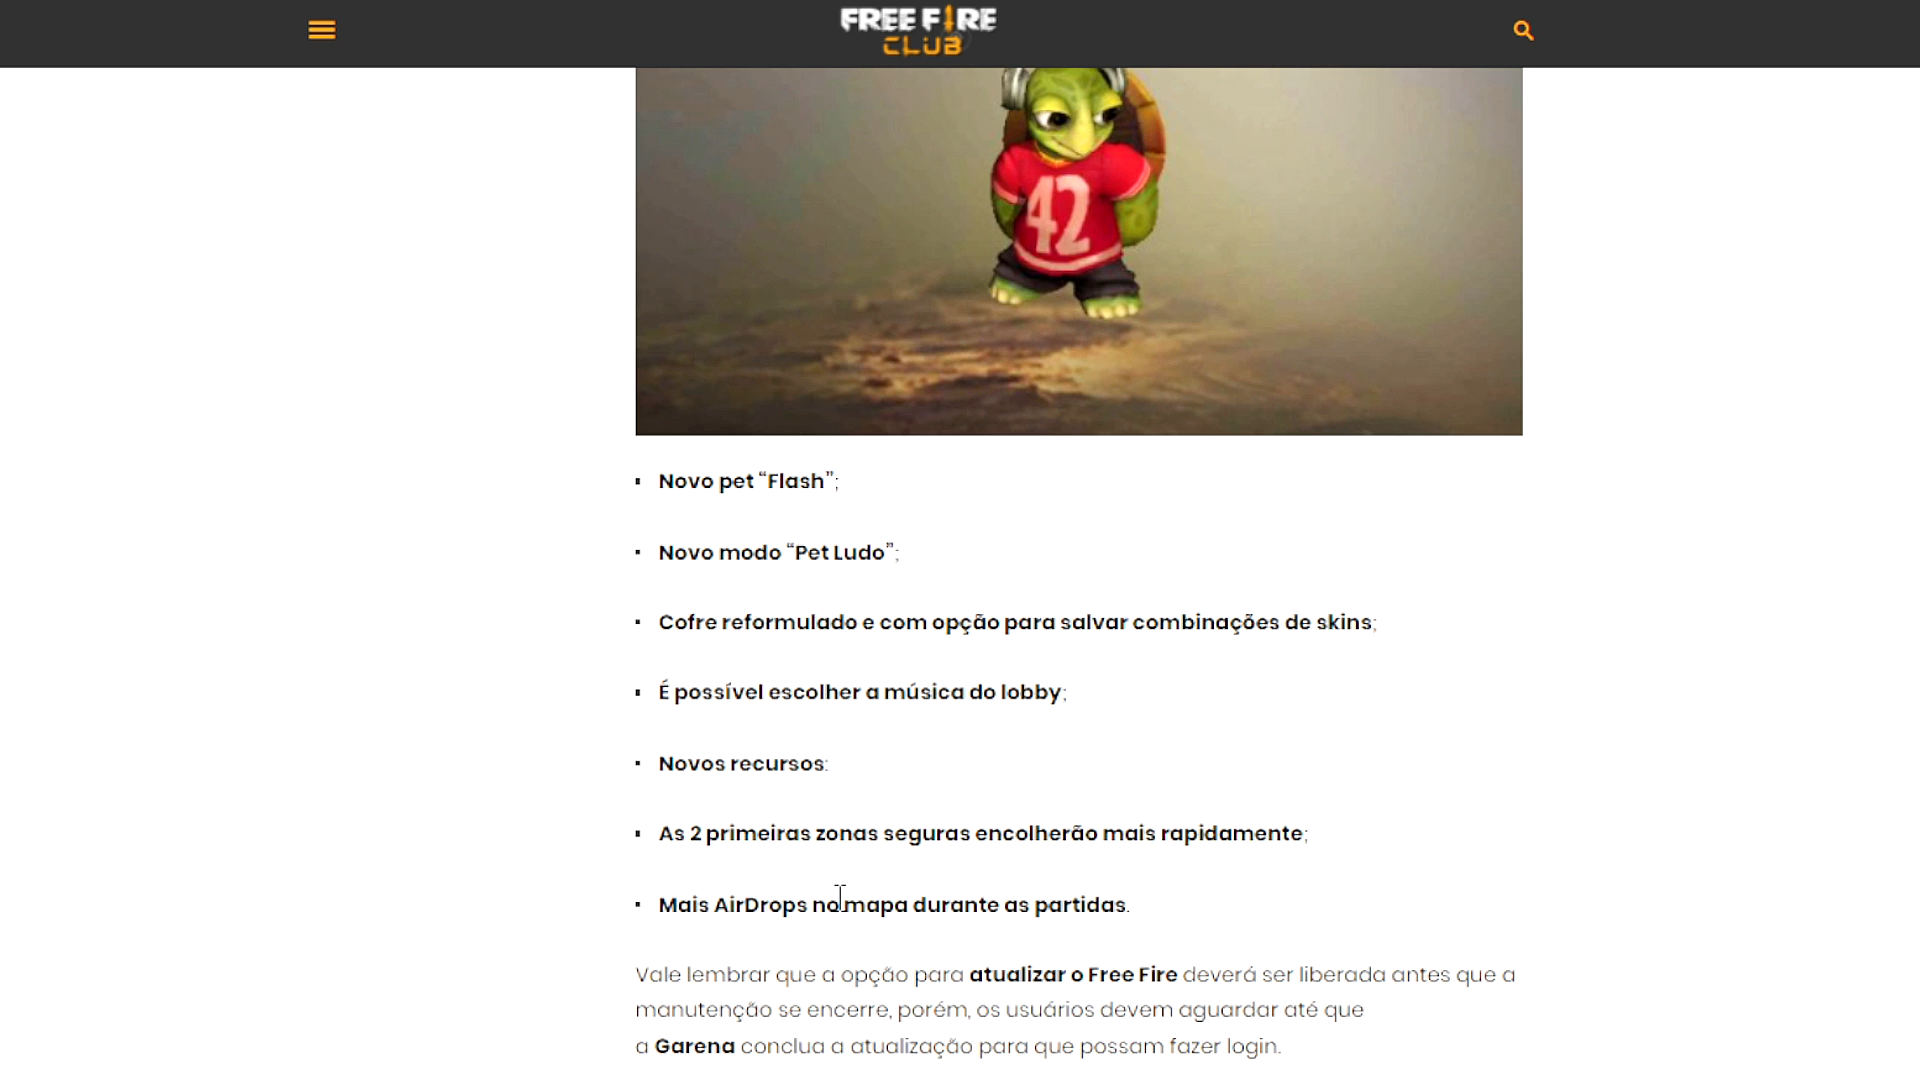 FREE FIRE
CLUB
42
Novo pet “Flash”;
Novo modo “Pet Ludo”;
Cofre reformulado e com opção para salvar combinações de skins;
É possível escolher a música do lobby;
Novos recursos:
As 2 primeiras zonas seguras encolherão mais rapidamente;
Mais AirDrops no mapa durante as partidas.
Vale lembrar que a opção para atualizar o Free Fire deverá ser liberada antes que a
manutenção se encerre, porém, os usuários devem aguardar até que
a Garena conclua a atualização para que possam fazer login.